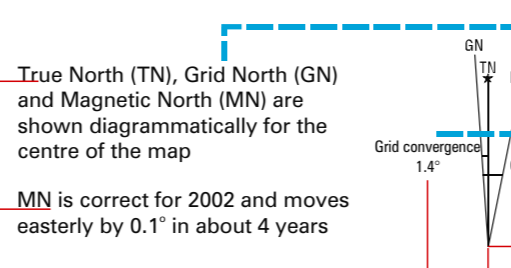 True North (TN), Grid North (GN)
and Magnetic North (MN) are
shown diagrammatically for the
centre of the map
MN is correct for 2002 and moves
easterly by 0.1° in about 4 years
GN
TN
Grid convergence
1.4°